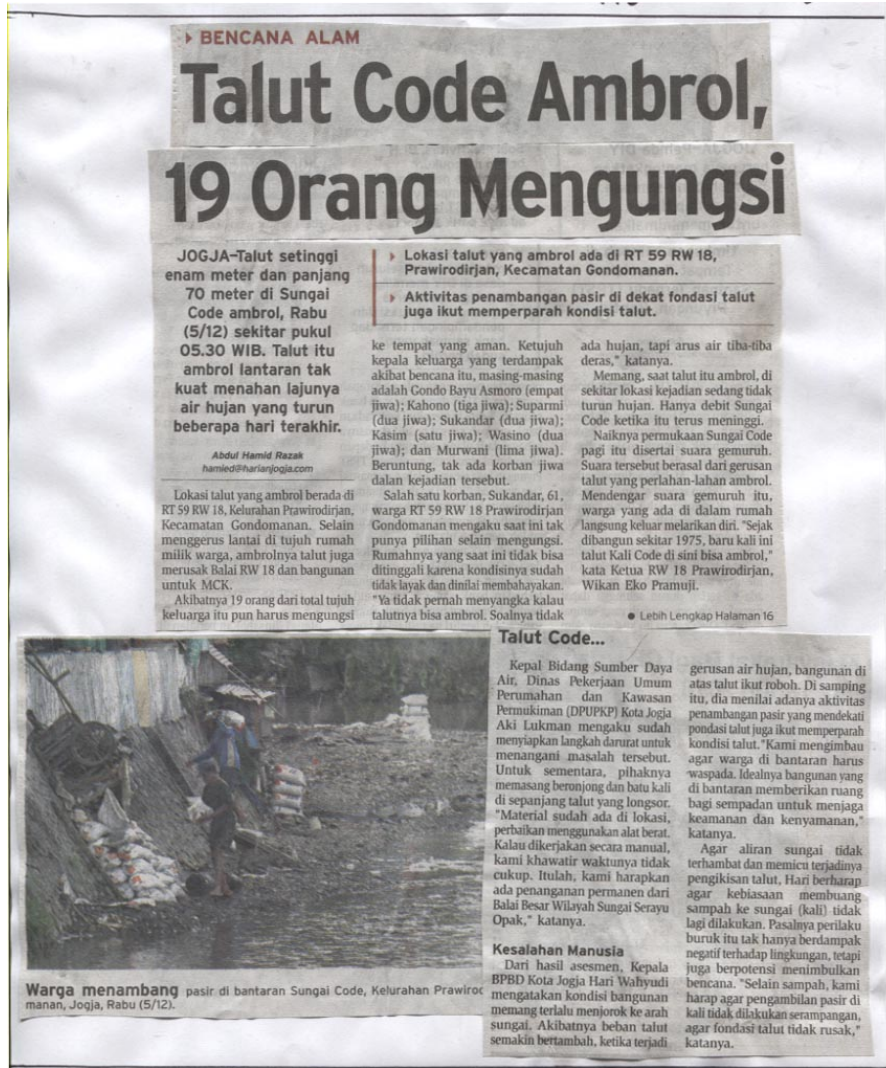 BENCANA ALAM
Talut Code Ambrol,
19 Orang Mengungsi
JOGJA–Talut setinggi
enam meter dan panjang
70 meter di Sungai
Code ambrol, Rabu
(5/12) sekitar pukul
05.30 WIB. Talut itu
ambrol lantaran tak
kuat menahan lajunya
air hujan yang turun
beberapa hari terakhir.
Abdul Hamid Razak
hamied@harianjogja.com
Lokasi talut yang ambrol berada di
RT 59 RW 18, Kelurahan Prawirodirjan,
Kecamatan Gondomanan. Selain
menggerus lantai di tujuh rumah
milik warga, ambrolnya talut juga
merusak Balai RW 18 dan bangunan
untuk MCK.
Akibatnya 19 orang dari total tujuh
keluarga itu pun harus mengungsi
Lokasi talut yang ambrol ada di RT 59 RW 18,
Prawirodirjan, Kecamatan Gondomanan.
Aktivitas penambangan pasir di dekat fondasi talut
juga ikut memperparah kondisi talut.
ke tempat yang aman. Ketujuh
kepala keluarga yang terdampak
akibat bencana itu, masing-masing
adalah Gondo Bayu Asmoro (empat
jiwa); Kahono (tiga jiwa); Suparmi
(dua jiwa); Sukandar (dua jiwa);
Kasim (satu jiwa); Wasino (dua
jiwa); dan Murwani (lima jiwa).
Beruntung, tak ada korban jiwa
dalan kejadian tersebut.
Salah satu korban, Sukandar, 61,
warga RT 59 RW 18 Prawirodirjan
Gondomanan mengaku saat ini tak
punya pilihan selain mengungsi.
Rumahnya yang saat ini tidak bisa
ditinggali karena kondisinya sudah
tidak layak dan dinilai membahayakan.
"Ya tidak pernah menyangka kalau
talutnya bisa ambrol. Soalnya tidak
ada hujan, tapi arus air tiba-tiba
deras," katanya.
Memang, saat talut itu ambrol, di
sekitar lokasi kejadian sedang tidak
turun hujan. Hanya debit Sungai
Code ketika itu terus meninggi.
Naiknya permukaan Sungai Code
pagi itu disertai suara gemuruh.
Suara tersebut berasal dari gerusan
talut yang perlahan-lahan ambrol.
Mendengar suara gemuruh itu,
warga yang ada di dalam rumah
langsung keluar melarikan diri. "Sejak
dibangun sekitar 1975, baru kali ini
talut Kali Code di sini bisa ambrol,"
kata Ketua RW 18 Prawirodirjan,
Wikan Eko Pramuji.
● Lebih Lengkap Halaman 16
Warga menambang pasir di bantaran Sungai Code, Kelurahan Prawirod
manan, Jogja, Rabu (5/12).
Talut Code...
Kepal Bidang Sumber Daya
Air, Dinas Pekerjaan Umum
Perumahan dan Kawasan
Permukiman (DPUPKP) Kota Jogja
Aki Lukman mengaku sudah
menyiapkan langkah darurat untuk
menangani masalah tersebut.
Untuk sementara, pihaknya
memasang beronjong dan batu kali
di sepanjang talut yang longsor.
"Material sudah ada di lokasi,
perbaikan menggunakan alat berat.
Kalau dikerjakan secara manual,
kami khawatir waktunya tidak
cukup. Itulah, kami harapkan
ada penanganan permanen dari
Balai Besar Wilayah Sungai Serayu
Opak," katanya.
Kesalahan Manusia
Dari hasil asesmen, Kepala
BPBD Kota Jogja Hari Wahyudi
mengatakan kondisi bangunan
memang terlalu menjorok ke arah
sungai. Akibatnya beban talut
semakin bertambah, ketika terjadi
gerusan air hujan, bangunan di
atas talut ikut roboh. Di samping
itu, dia menilai adanya aktivitas
penambangan pasir yang mendekati
pondasi talut juga ikut memperparah
kondisi talut."Kami mengimbau
agar warga di bantaran harus
waspada. Idealnya bangunan yang
di bantaran memberikan ruang
bagi sempadan untuk menjaga
keamanan dan kenyamanan,"
katanya.
Agar aliran sungai tidak
terhambat dan memicu terjadinya
pengikisan talut, Hari berharap
agar kebiasaan membuang
sampah ke sungai (kali) tidak
lagi dilakukan. Pasalnya perilaku
buruk itu tak hanya berdampak
negatif terhadap lingkungan, tetapi
juga berpotensi menimbulkan
bencana. "Selain sampah, kami
harap agar pengambilan pasir di
kali tidak dilakukan serampangan,
agar fondasi talut tidak rusak,"
katanya.